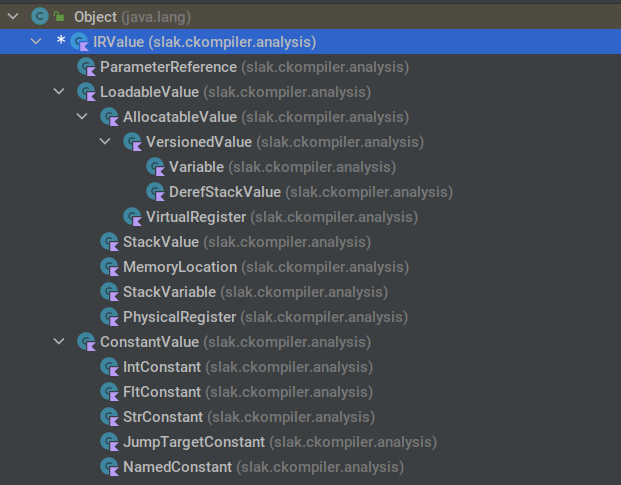 Object (java.lang)
* IRValue (slak.ckompiler.analysis)
ParameterReference (slak.ckompiler.analysis)
LoadableValue (slak.ckompiler.analysis)
AllocatableValue (slak.ckompiler.analysis)
VersionedValue (slak.ckompiler.analysis)
Variable (slak.ckompiler.analysis)
DerefStackValue (slak.ckompiler.analysis)
VirtualRegister (slak.ckompiler.analysis)
StackValue (slak.ckompiler.analysis)
MemoryLocation (slak.ckompiler.analysis)
StackVariable (slak.ckompiler.analysis)
PhysicalRegister (slak.ckompiler.analysis)
ConstantValue (slak.ckompiler.analysis)
IntConstant (slak.ckompiler.analysis)
FltConstant (slak.ckompiler.analysis)
StrConstant (slak.ckompiler.analysis)
JumpTargetConstant (slak.ckompiler.analysis)
NamedConstant (slak.ckompiler.analysis)